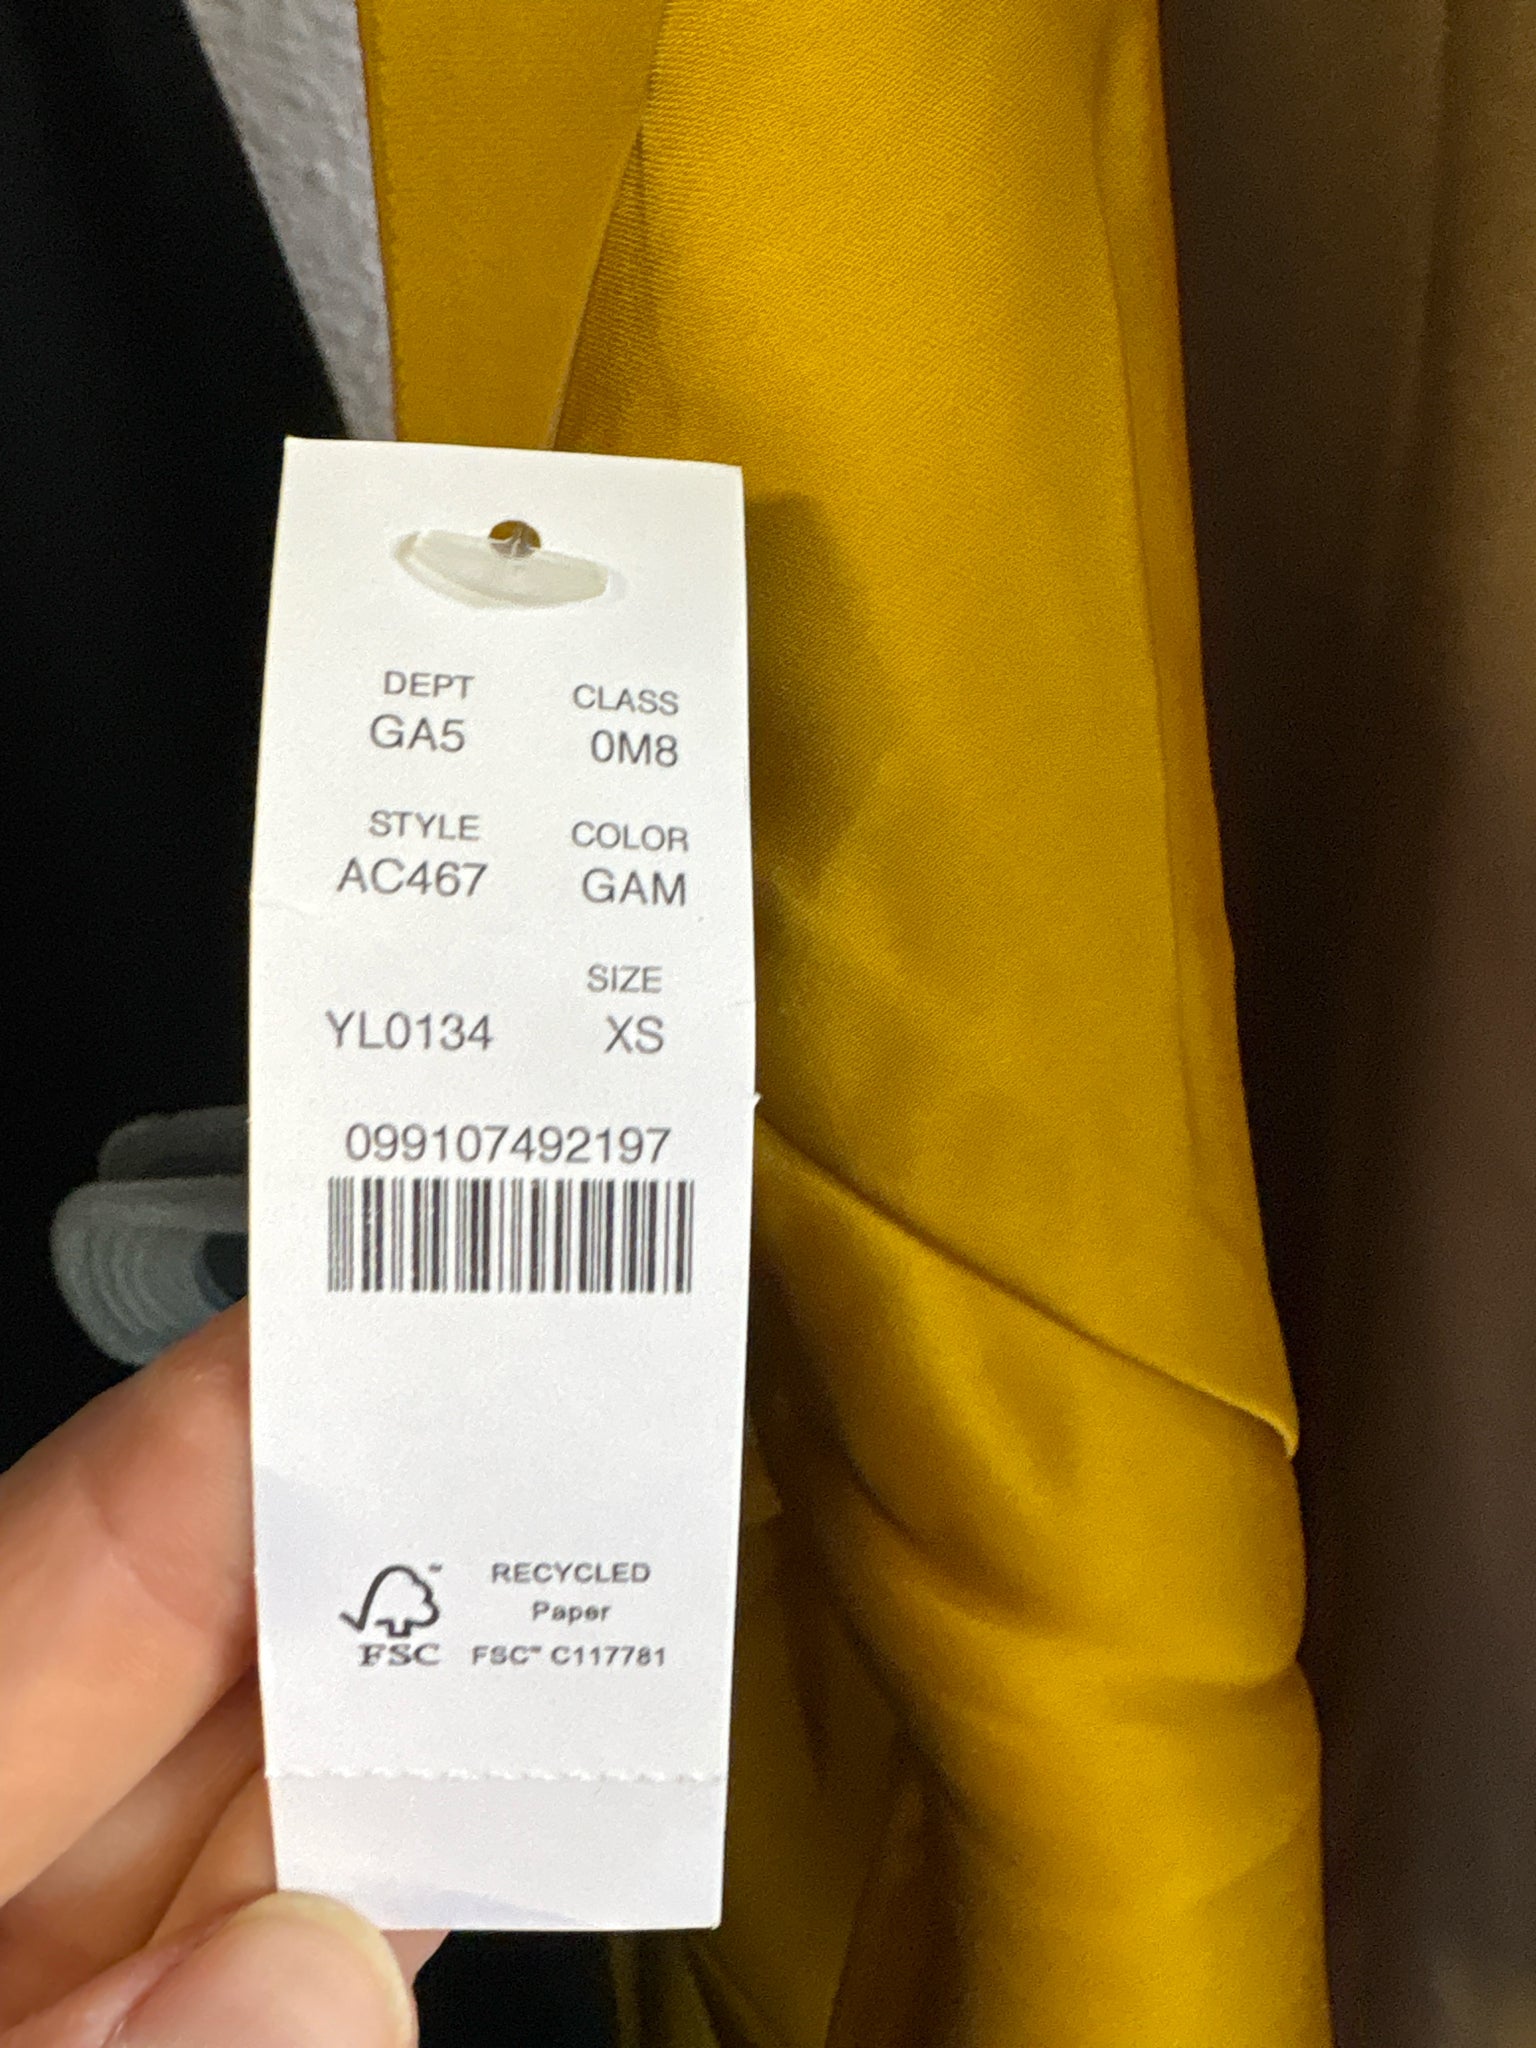 DEPT CLASS
GA5 0M8
STYLE COLOR
AC467 GAM
SIZE
YL0134 XS
099107492197
RECYCLED
Paper
FSC FSC™ C117781